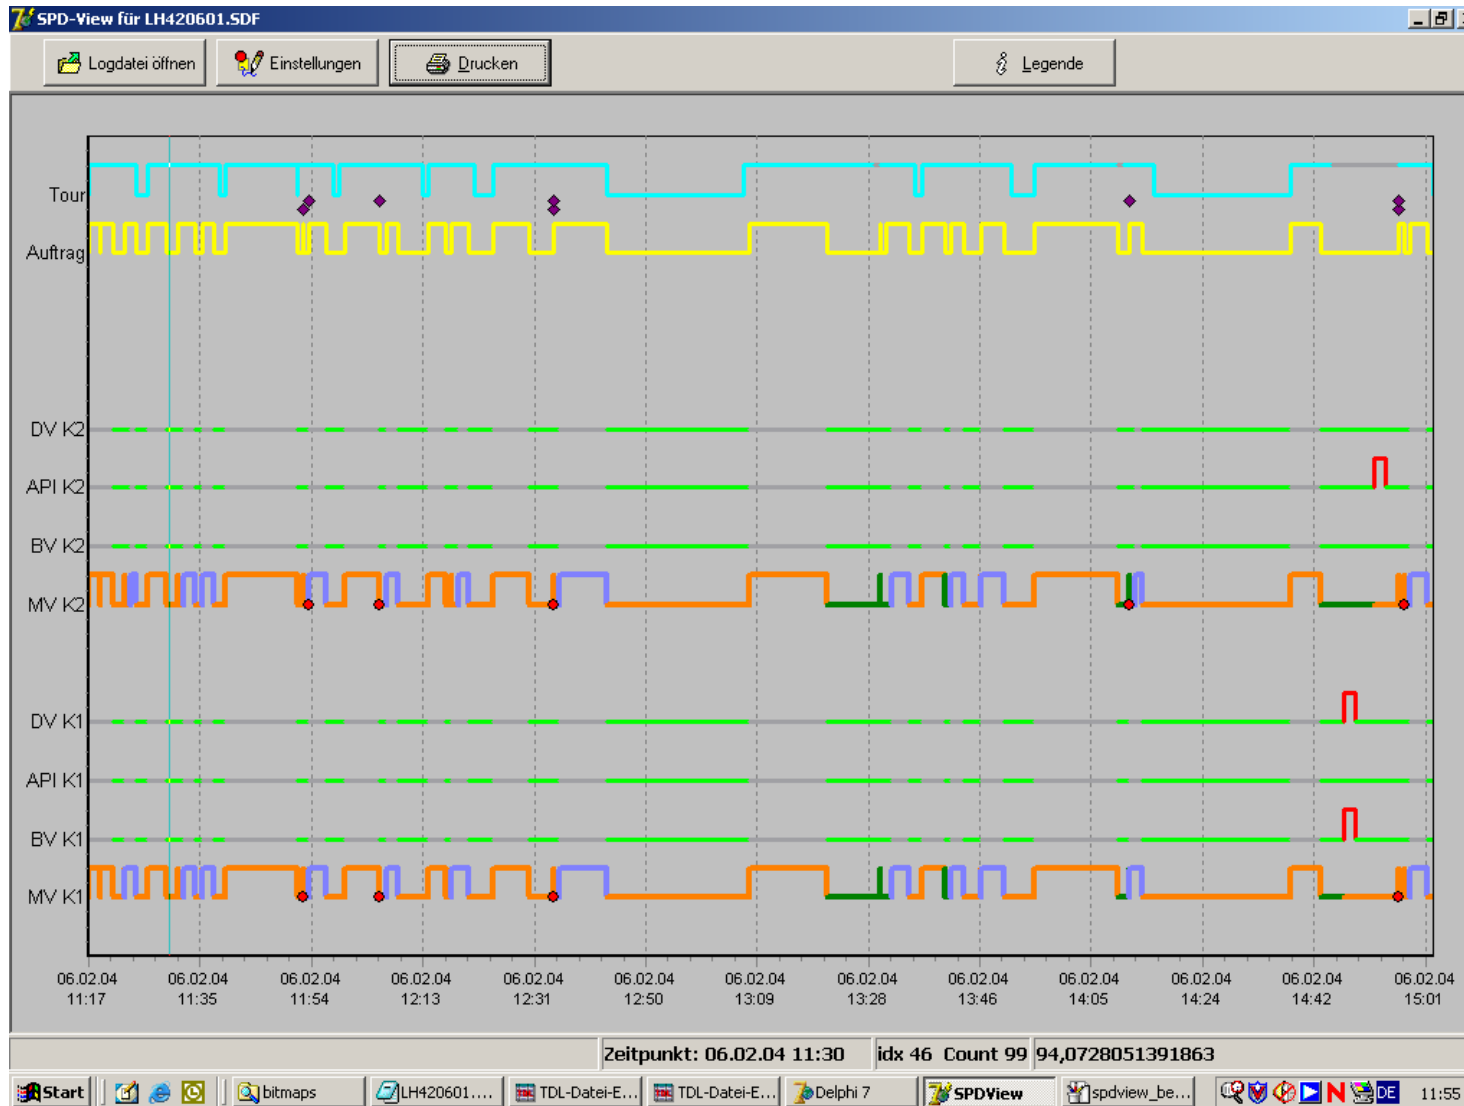 SPD-View für LH420601.SDF
Logdatei öffnen
Einstellungen
Drucken
Legende
Tour
Auftrag
DV K2
API K2
BV K2
MV K2
DV K1
API K1
BV K1
MV K1
06.02.04 06.02.04 06.02.04 06.02.04 06.02.04 06.02.04 06.02.04 06.02.04 06.02.04 06.02.04 06.02.04 06.02.04 06.02.04
11:17 11:35 11:54 12:13 12:31 12:50 13:09 13:28 13:46 14:05 14:24 14:42 15:01
Zeitpunkt: 06.02.04 11:30 idx 46 Count 99 94,0728051391863
Start bitmaps LH420601.... TDL-Datei-E... TDL-Datei-E... Delphi 7 SPDView spdview_be... N DE 11:55